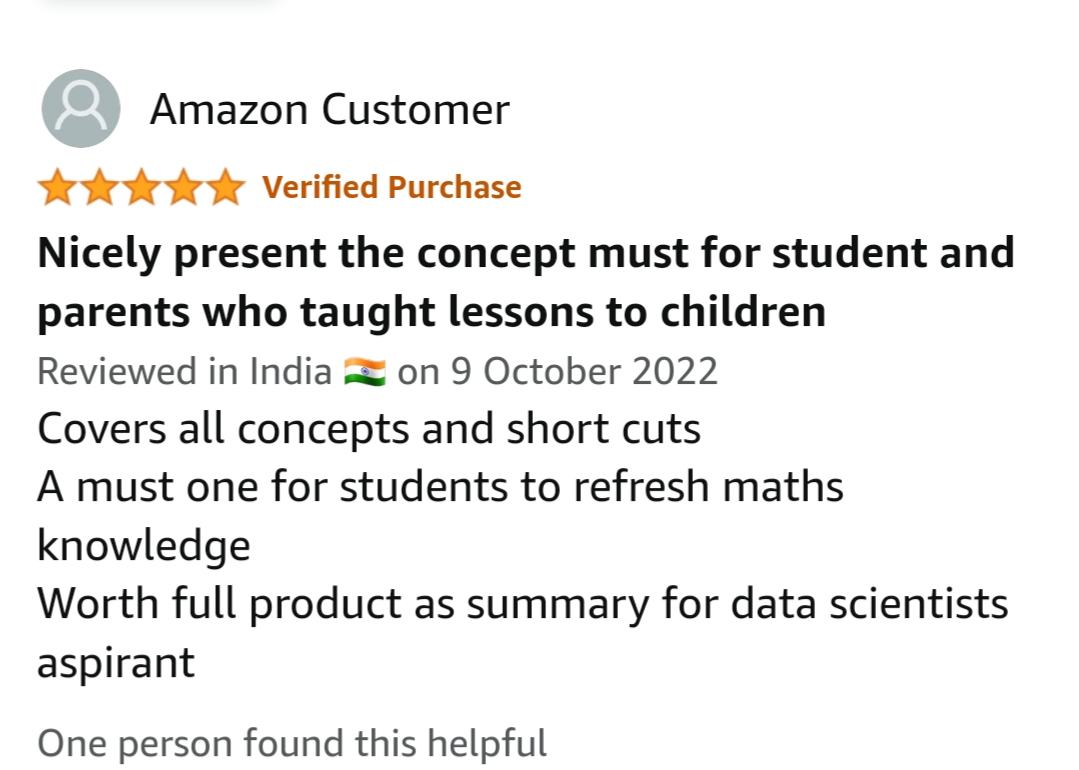 Amazon Customer
Verified Purchase
Nicely present the concept must for student and
parents who taught lessons to children
Reviewed in India 🇮🇳 on 9 October 2022
Covers all concepts and short cuts
A must one for students to refresh maths
knowledge
Worth full product as summary for data scientists
aspirant
One person found this helpful